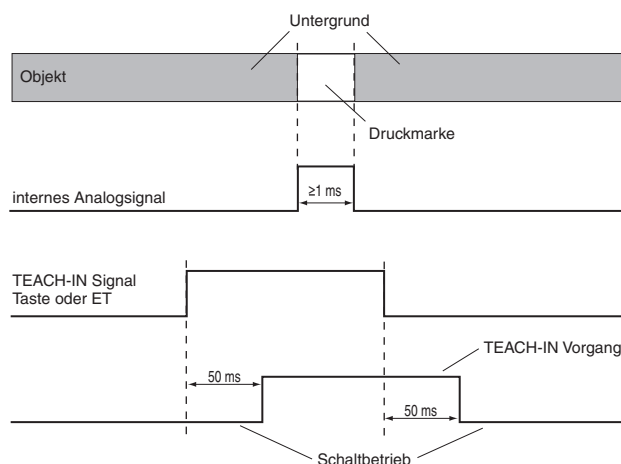 Untergrund
Objekt
Druckmarke
internes Analogsignal
≥1 ms
TEACH-IN Signal
Taste oder ET
TEACH-IN Vorgang
50 ms
50 ms
Schaltbetrieb